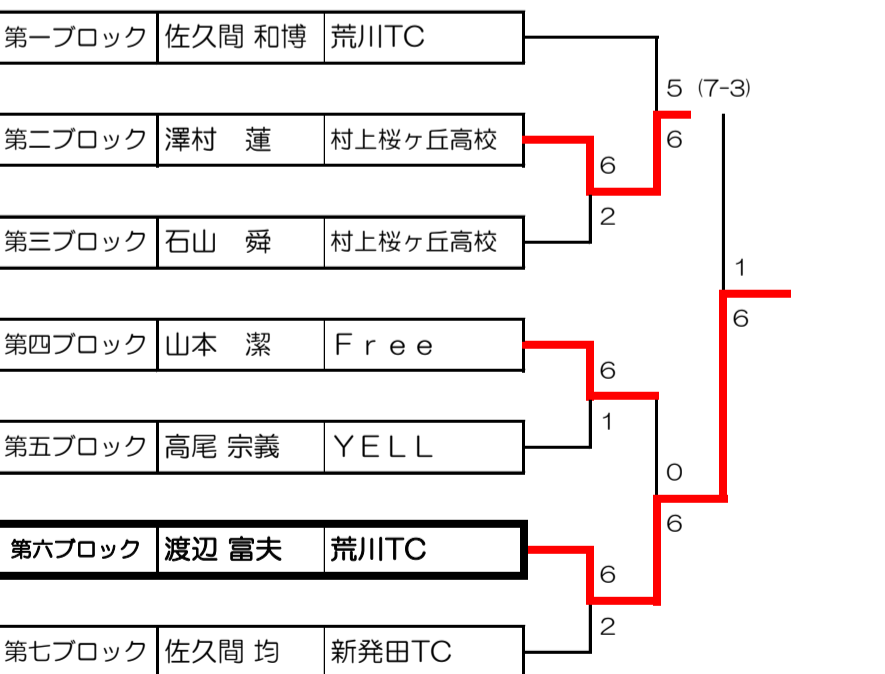 第一ブロック 佐久間 和博 荒川TC
5 (7-3)
第二ブロック 澤村　蓮 村上桜ヶ丘高校
6
6
2
第三ブロック 石山　舜 村上桜ヶ丘高校
1
6
第四ブロック 山本　潔 Ｆｒｅｅ
6
1
第五ブロック 高尾 宗義 ＹＥＬＬ
0
6
第六ブロック 渡辺 富夫 荒川TC
6
2
第七ブロック 佐久間 均 新発田TC